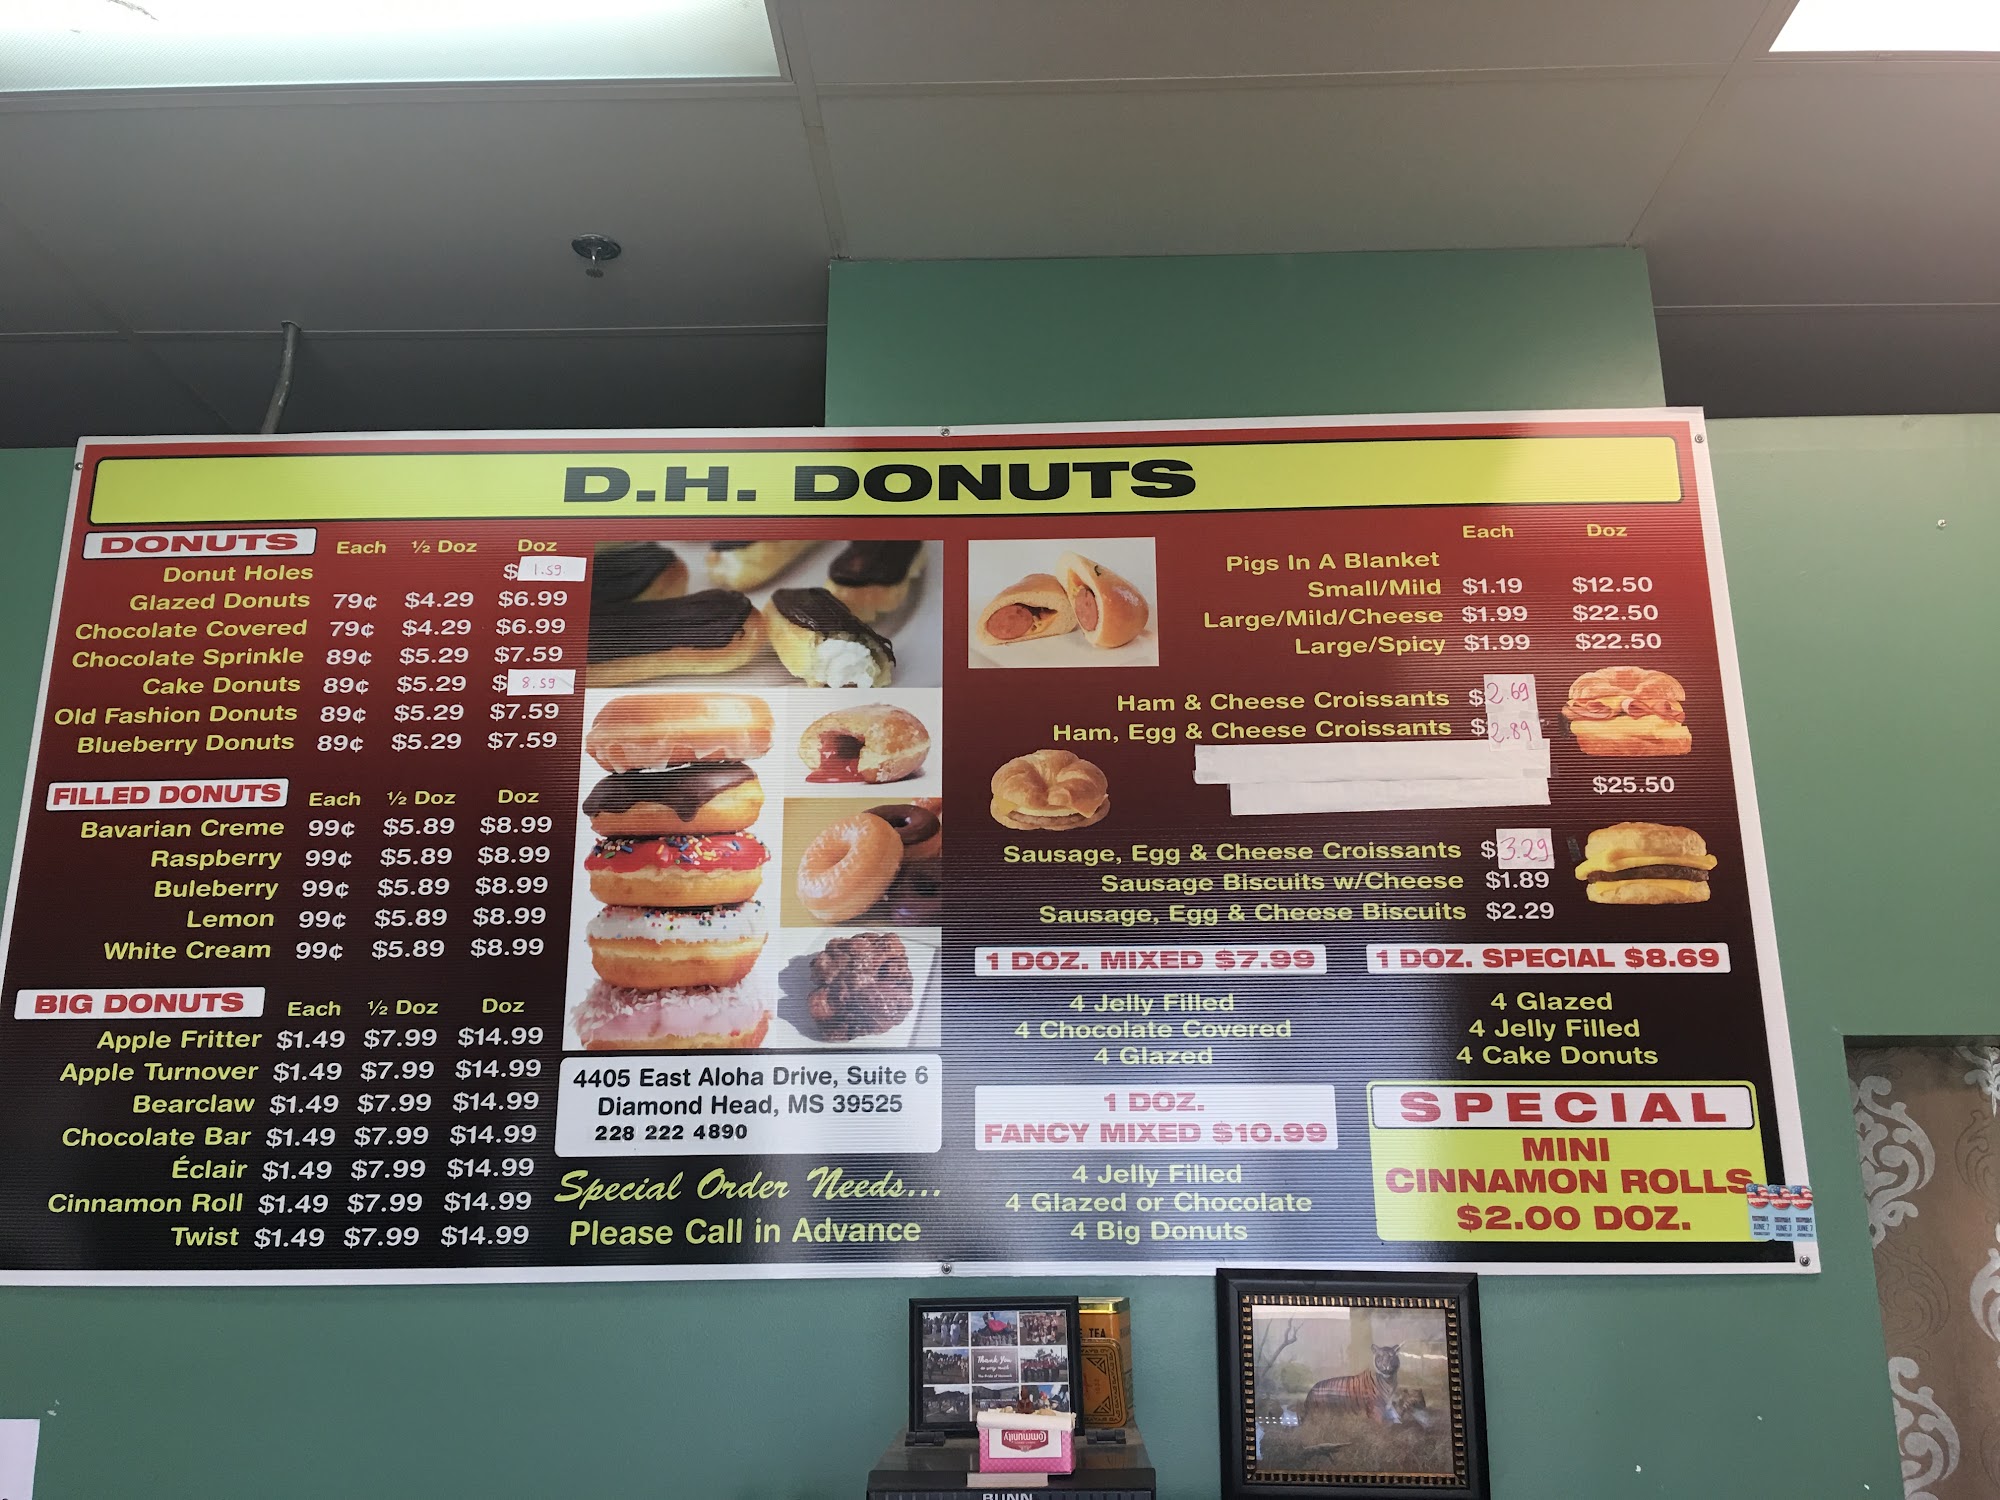 D.H. DONUTS
DONUTS Each ½ Doz Doz
Donut Holes $ 1.59
Glazed Donuts 79¢ $4.29 $6.99
Chocolate Covered 79¢ $4.29 $6.99
Chocolate Sprinkle 89¢ $5.29 $7.59
Cake Donuts 89¢ $5.29 $ 8.59
Old Fashion Donuts 89¢ $5.29 $7.59
Blueberry Donuts 89¢ $5.29 $7.59
FILLED DONUTS Each ½ Doz Doz
Bavarian Creme 99¢ $5.89 $8.99
Raspberry 99¢ $5.89 $8.99
Buleberry 99¢ $5.89 $8.99
Lemon 99¢ $5.89 $8.99
White Cream 99¢ $5.89 $8.99
BIG DONUTS Each ½ Doz Doz
Apple Fritter $1.49 $7.99 $14.99
Apple Turnover $1.49 $7.99 $14.99
Bearclaw $1.49 $7.99 $14.99
Chocolate Bar $1.49 $7.99 $14.99
Éclair $1.49 $7.99 $14.99
Cinnamon Roll $1.49 $7.99 $14.99
Twist $1.49 $7.99 $14.99
4405 East Aloha Drive, Suite 6
Diamond Head, MS 39525
228 222 4890
Special Order Needs...
Please Call in Advance
Each Doz
Pigs In A Blanket
Small/Mild $1.19 $12.50
Large/Mild/Cheese $1.99 $22.50
Large/Spicy $1.99 $22.50
Ham & Cheese Croissants $2.69
Ham, Egg & Cheese Croissants $2.89
$25.50
Sausage, Egg & Cheese Croissants $3.29
Sausage Biscuits w/Cheese $1.89
Sausage, Egg & Cheese Biscuits $2.29
1 DOZ. MIXED $7.99
4 Jelly Filled
4 Chocolate Covered
4 Glazed
1 DOZ. SPECIAL $8.69
4 Glazed
4 Jelly Filled
4 Cake Donuts
1 DOZ.
FANCY MIXED $10.99
4 Jelly Filled
4 Glazed or Chocolate
4 Big Donuts
SPECIAL
MINI
CINNAMON ROLLS
$2.00 DOZ.
JUNE 7 JUNE 7 JUNE 7
Thank You
TEA
Community
BUNN